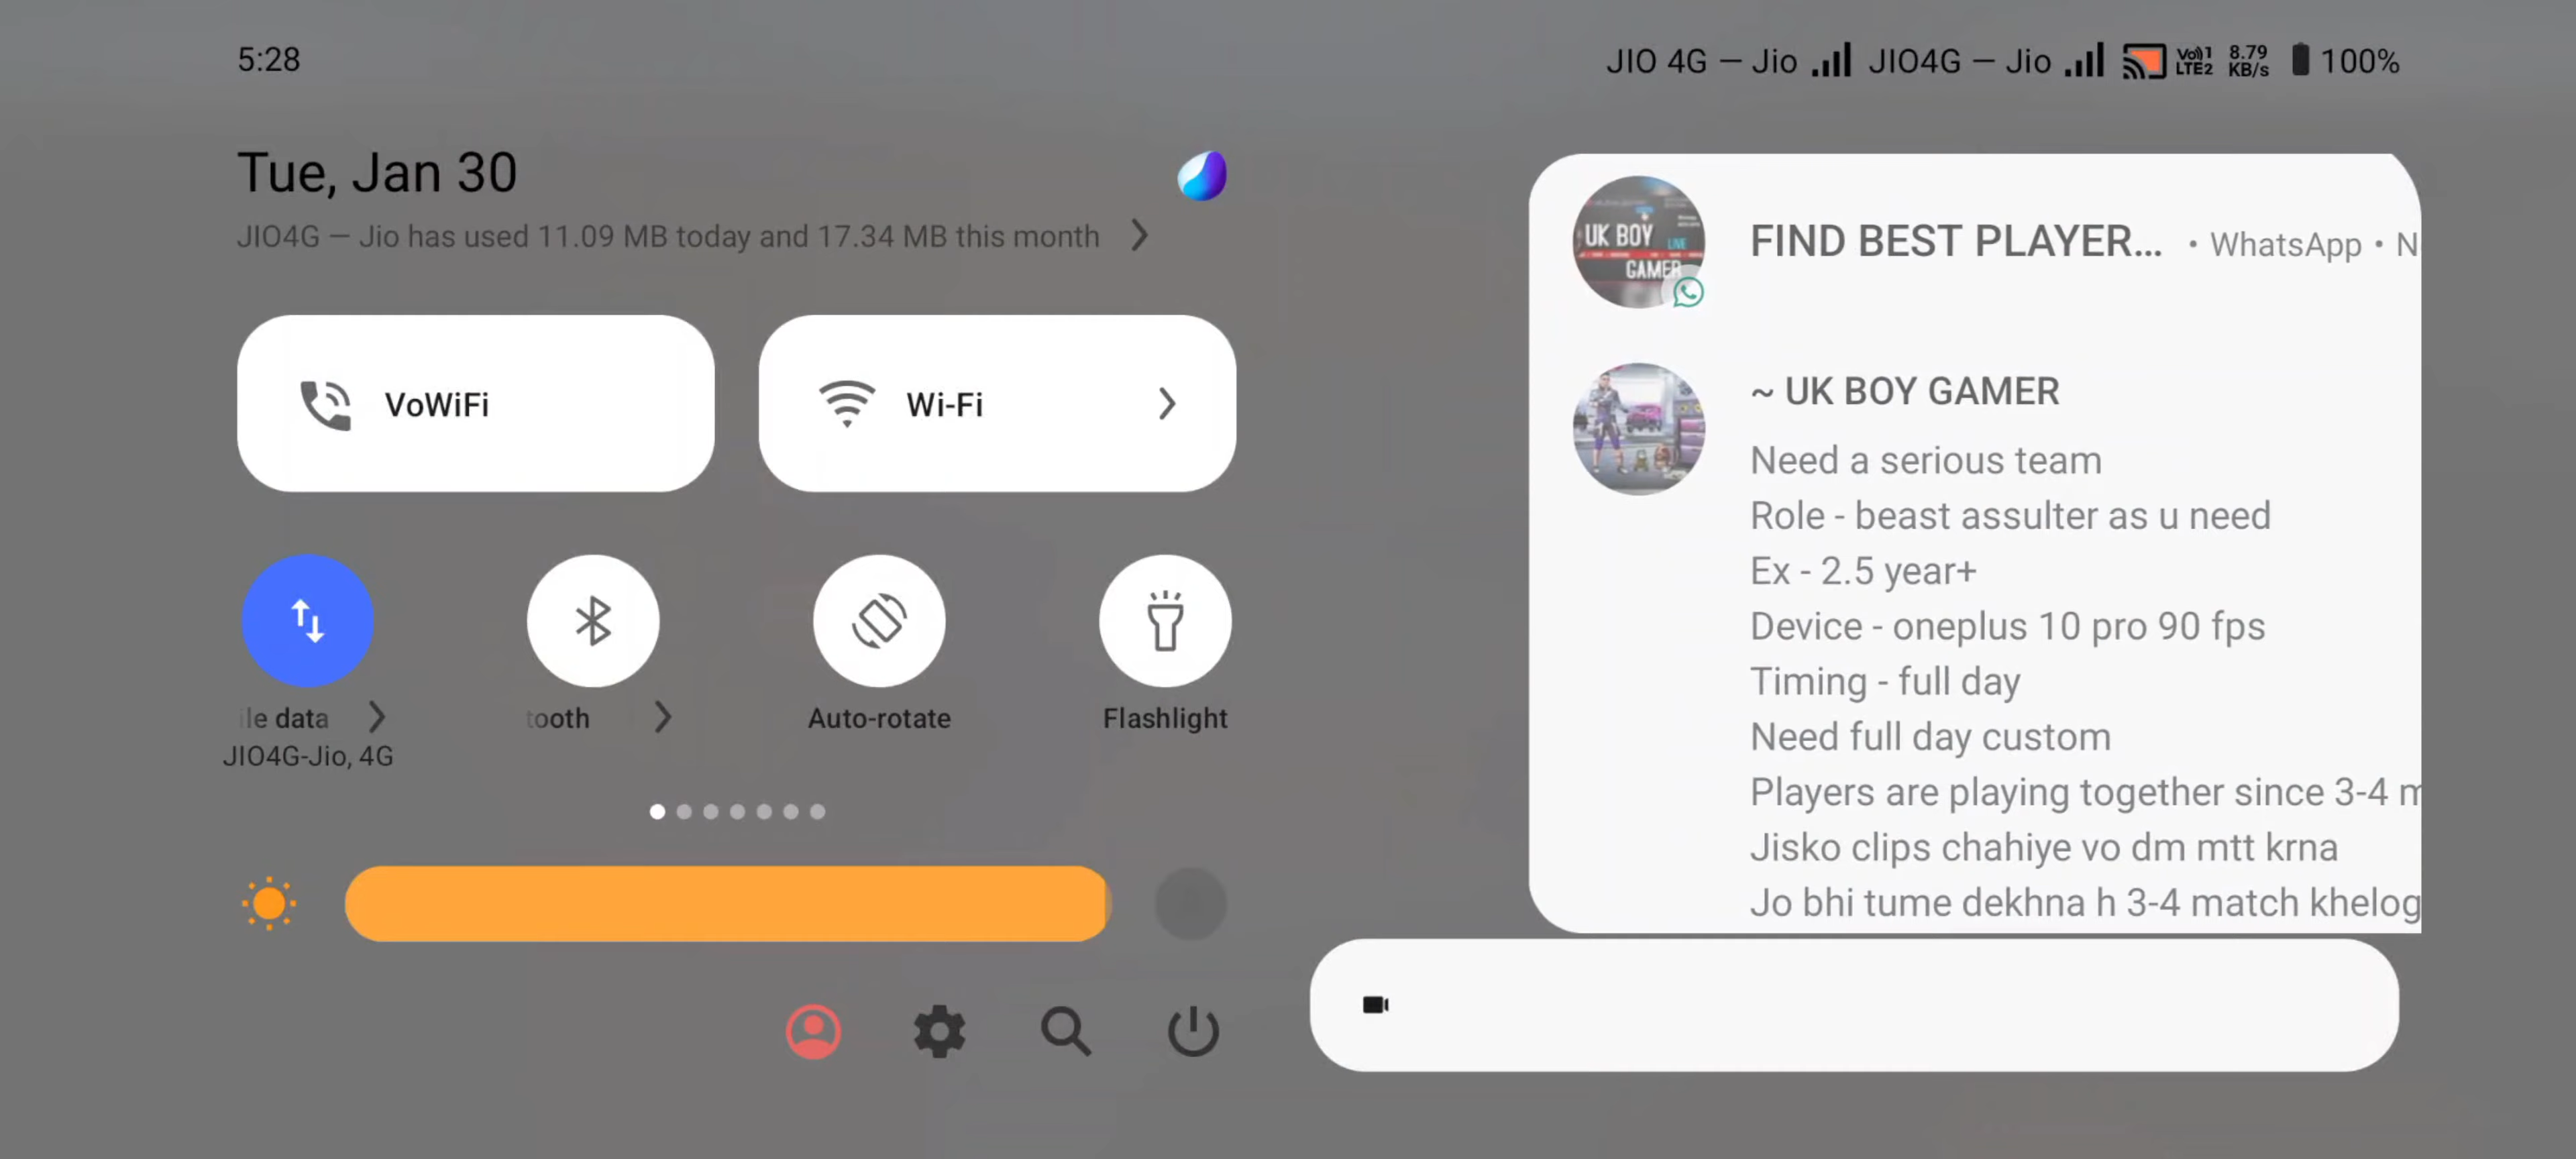 5:28
JIO 4G — Jio JIO4G — Jio Vo 1 LTE2 8.79 KB/s 100%
Tue, Jan 30
JIO4G — Jio has used 11.09 MB today and 17.34 MB this month
VoWiFi
Wi-Fi
ile data
tooth
Auto-rotate
Flashlight
JIO4G-Jio, 4G
UK BOY
LIVE
GAMER
FIND BEST PLAYER... • WhatsApp • N
~ UK BOY GAMER
Need a serious team
Role - beast assulter as u need
Ex - 2.5 year+
Device - oneplus 10 pro 90 fps
Timing - full day
Need full day custom
Players are playing together since 3-4 m
Jisko clips chahiye vo dm mtt krna
Jo bhi tume dekhna h 3-4 match khelog